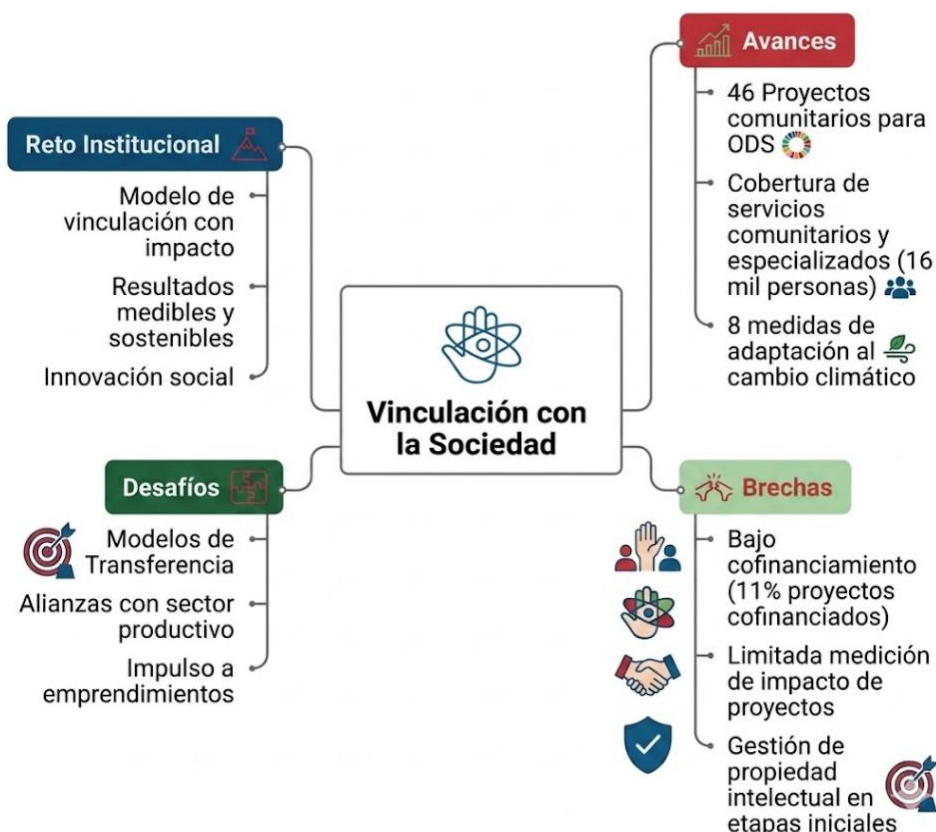 Vinculación con
la Sociedad
Reto Institucional
Modelo de
vinculación con
impacto
Resultados
medibles y
sostenibles
Innovación social
Desafíos
Modelos de
Transferencia
Alianzas con sector
productivo
Impulso a
emprendimientos
Avances
46 Proyectos
comunitarios para
ODS
Cobertura de
servicios
comunitarios y
especializados (16
mil personas)
8 medidas de
adaptación al
cambio climático
Brechas
Bajo
cofinanciamiento
(11% proyectos
cofinanciados)
Limitada medición
de impacto de
proyectos
Gestión de
propiedad
intelectual en
etapas iniciales